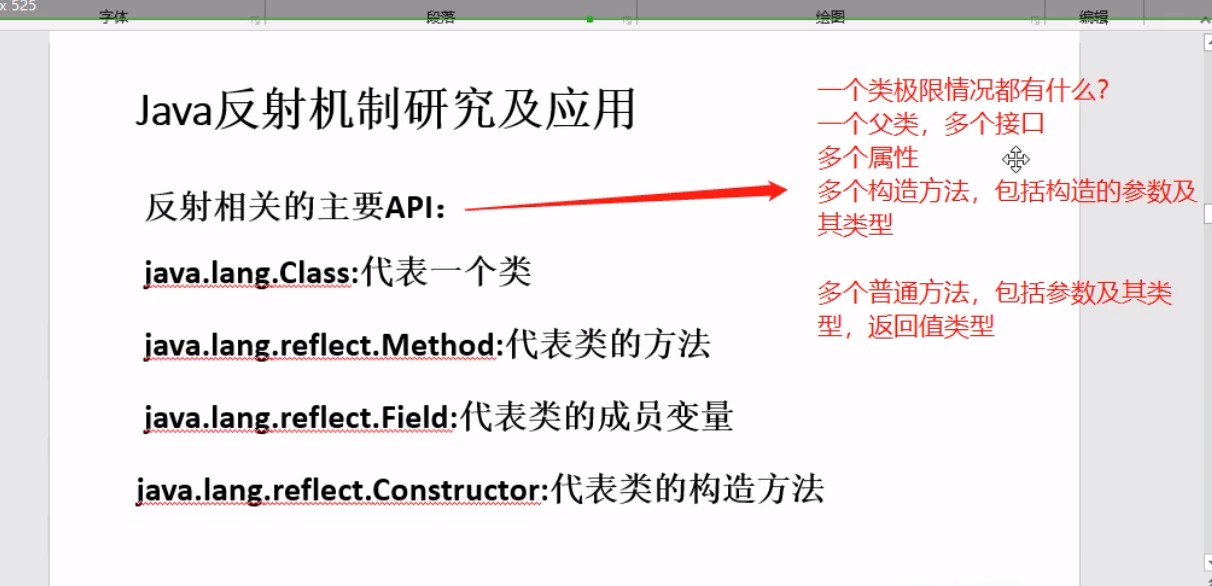 x 525
字体
段落
绘图
编辑
Java反射机制研究及应用
反射相关的主要API：
java.lang.Class:代表一个类
java.lang.reflect.Method:代表类的方法
java.lang.reflect.Field:代表类的成员变量
java.lang.reflect.Constructor:代表类的构造方法
一个类极限情况都有什么？
一个父类，多个接口
多个属性
多个构造方法，包括构造的参数及
其类型
多个普通方法，包括参数及其类
型，返回值类型